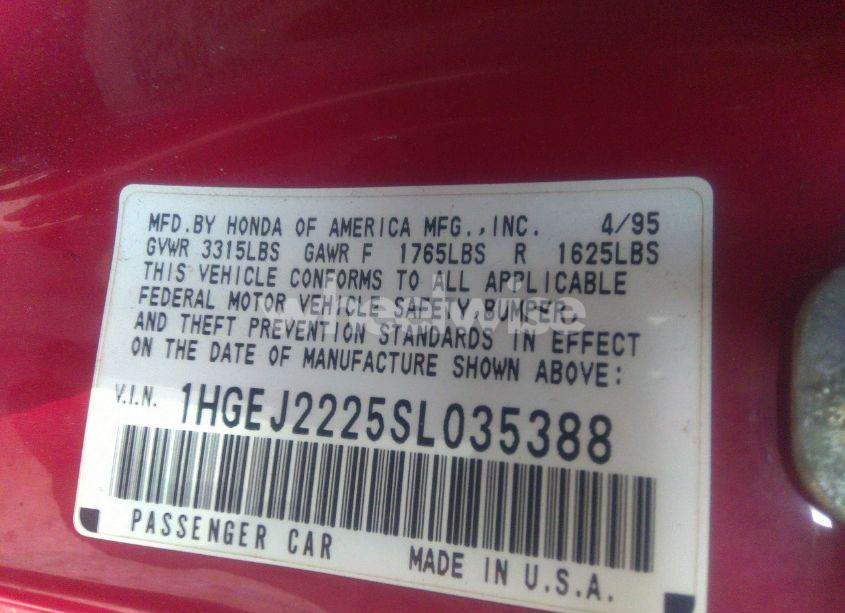 MFD.BY HONDA OF AMERICA MFG.,INC. 4/95
GVWR 3315LBS GAWR F 1765LBS R 1625LBS
THIS VEHICLE CONFORMS TO ALL APPLICABLE
FEDERAL MOTOR VEHICLE SAFETY BUMPER,
AND THEFT PREVENTION STANDARDS IN EFFECT
ON THE DATE OF MANUFACTURE SHOWN ABOVE:
V.I.N. 1HGEJ2225SL035388
PASSENGER CAR MADE IN U.S.A.
wheelwise